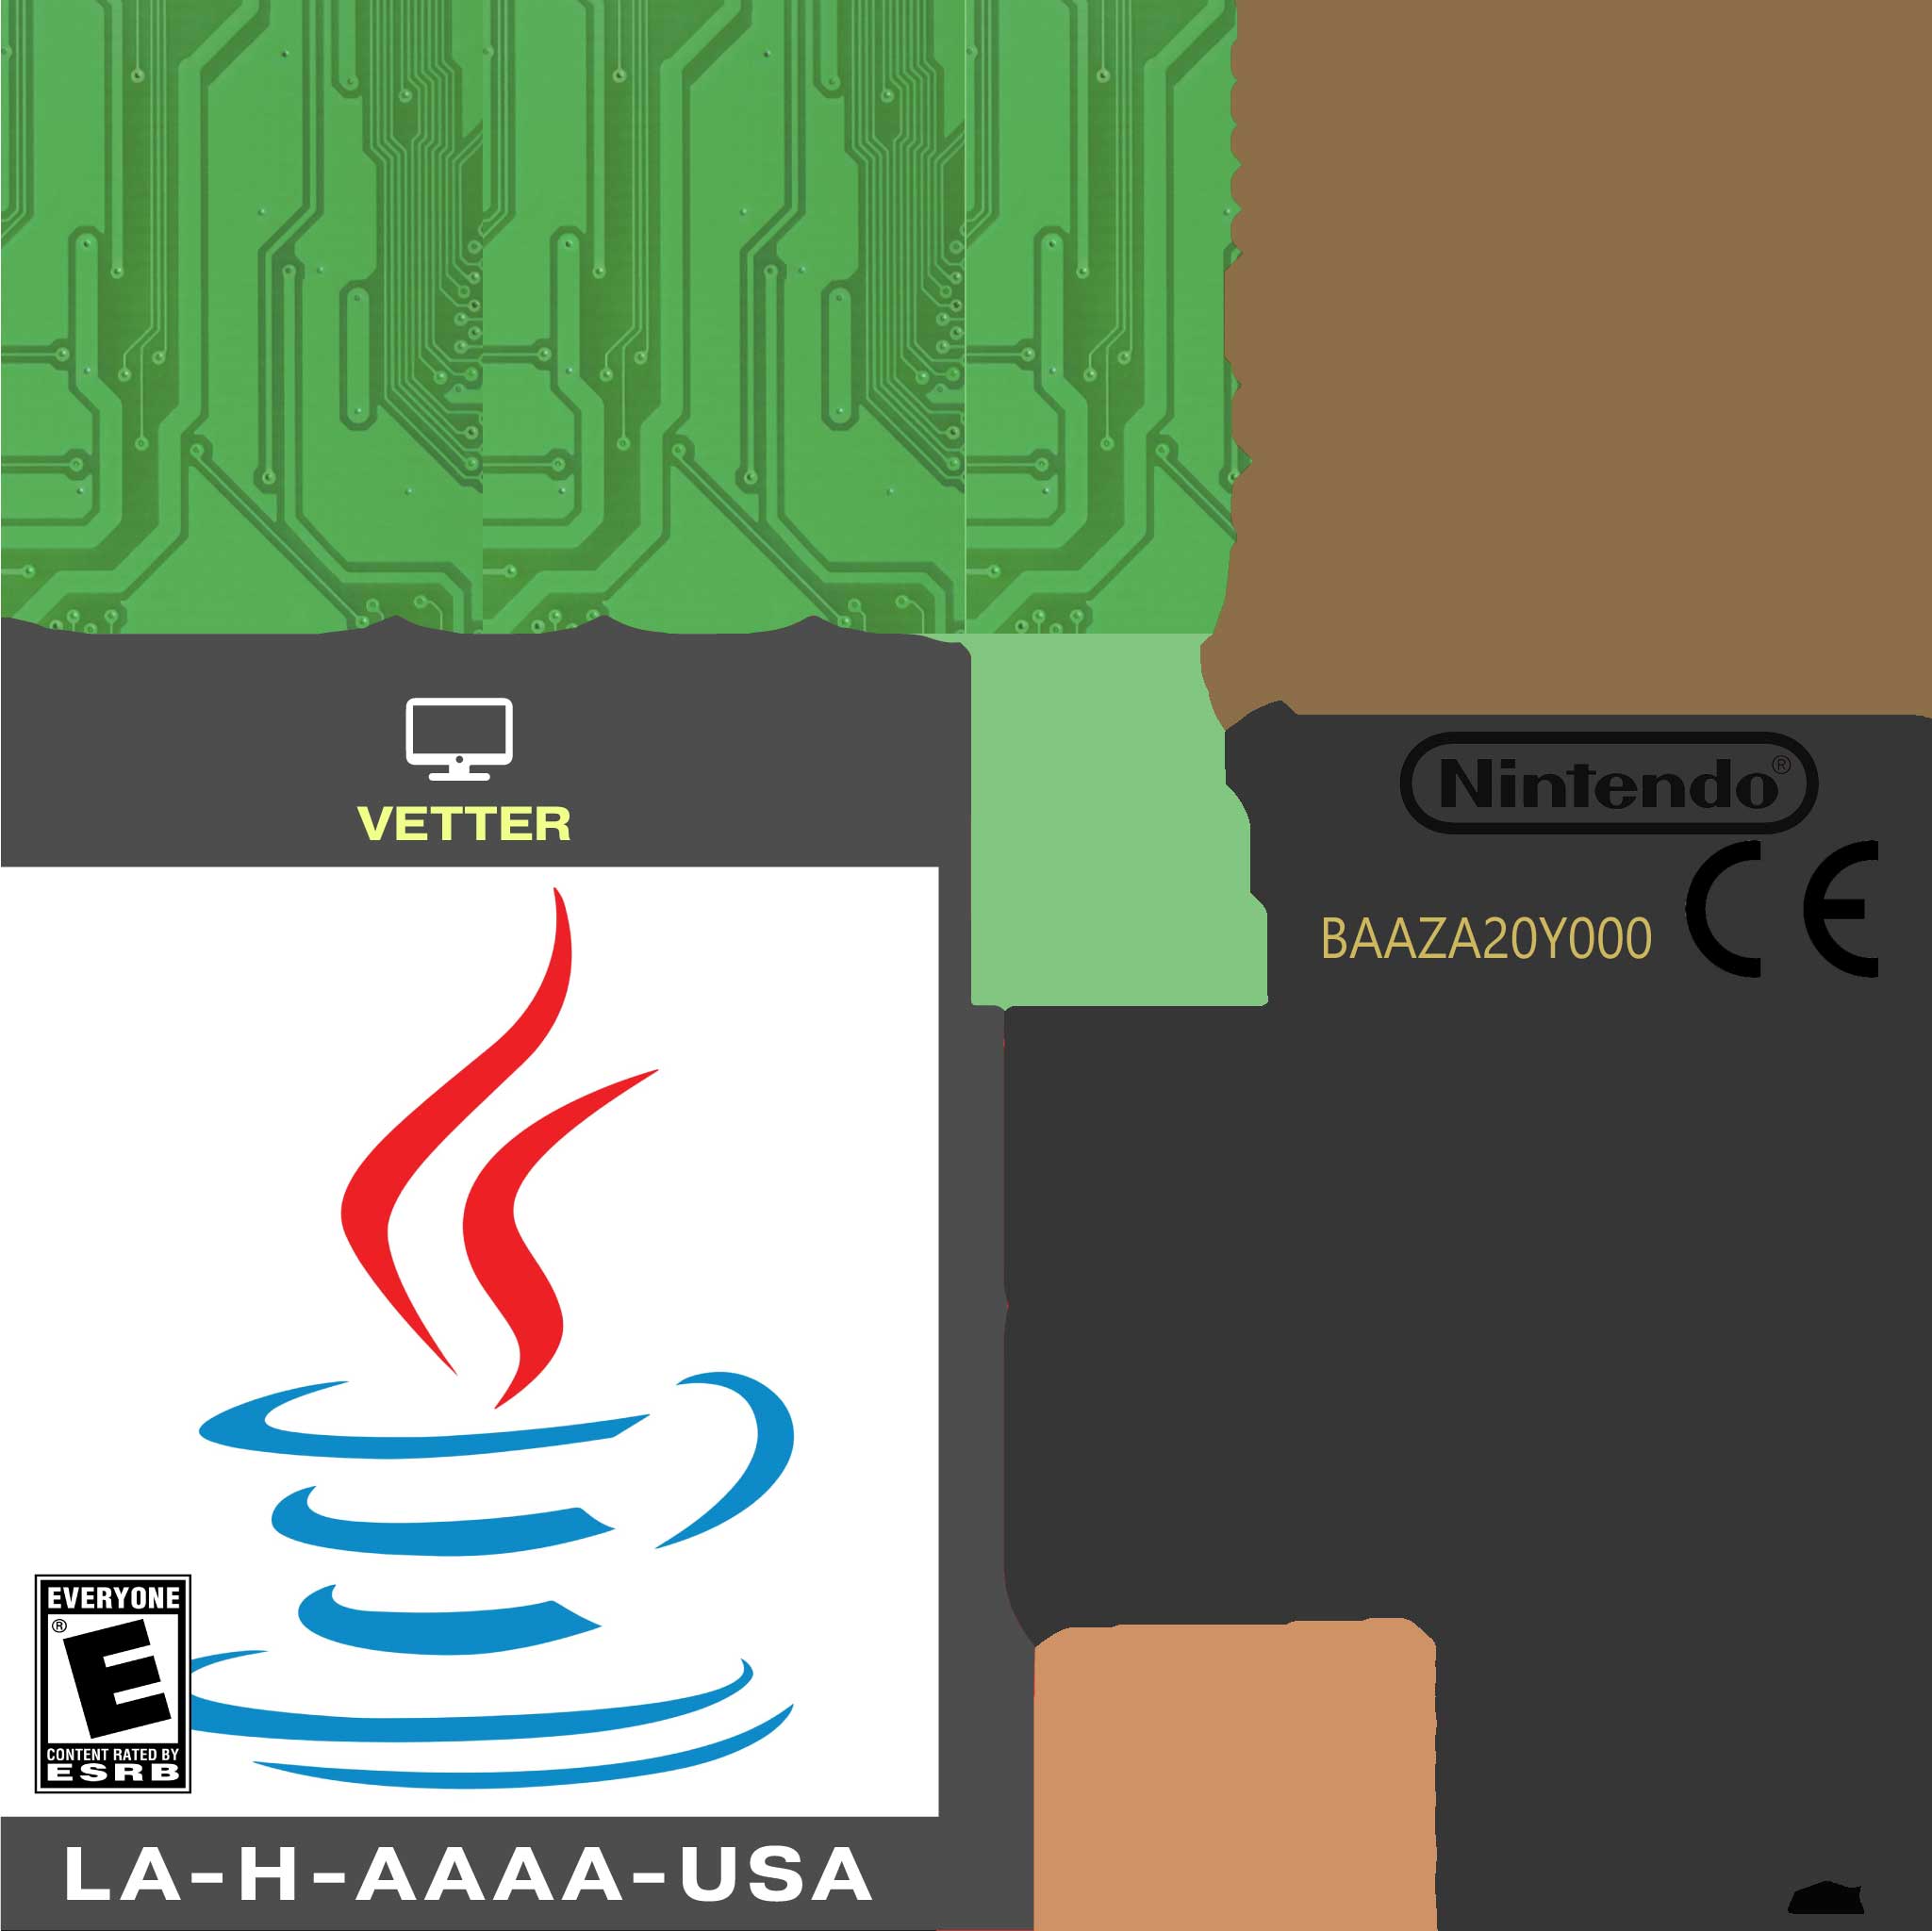 VETTER
Nintendo®
BAAZA20Y000 CE
EVERYONE
®
E
CONTENT RATED BY
ESRB
LA-H-AAAA-USA